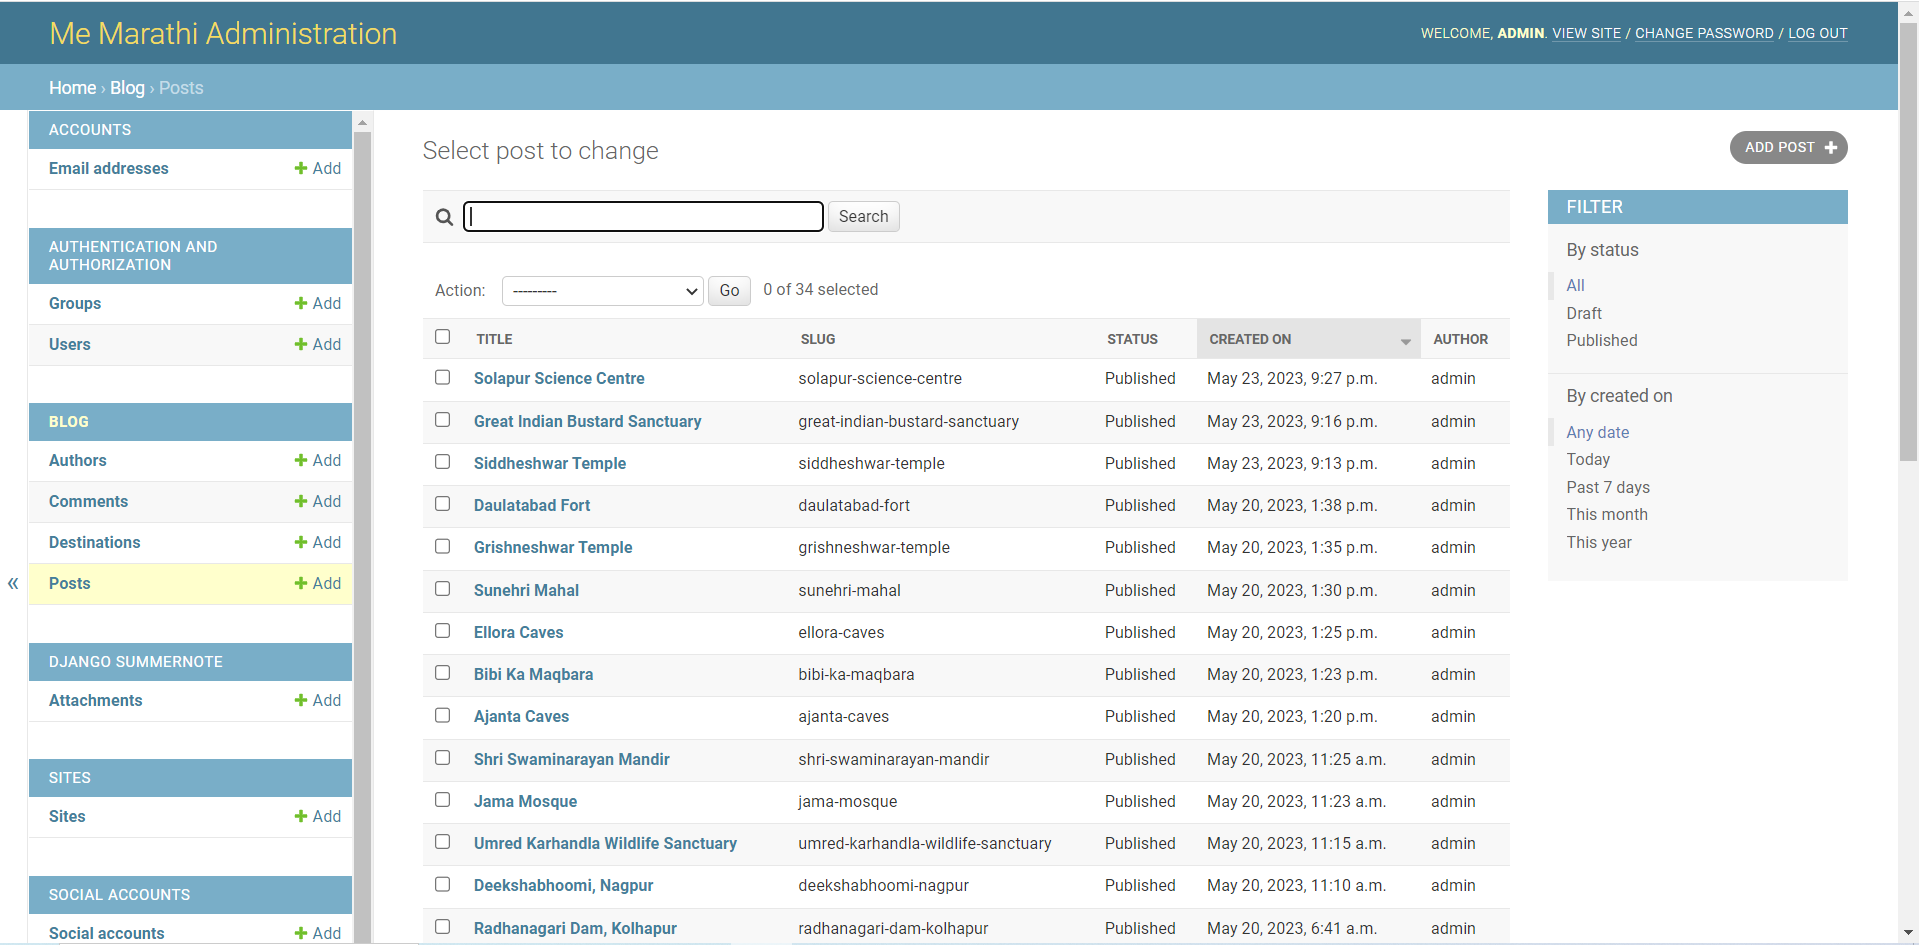 Me Marathi Administration
WELCOME, ADMIN. VIEW SITE / CHANGE PASSWORD / LOG OUT
Home › Blog › Posts
ACCOUNTS
Email addresses Add
AUTHENTICATION AND
AUTHORIZATION
Groups Add
Users Add
BLOG
Authors Add
Comments Add
Destinations Add
Posts Add
«
DJANGO SUMMERNOTE
Attachments Add
SITES
Sites Add
SOCIAL ACCOUNTS
Social accounts Add
Select post to change
ADD POST
Search
Action: --------- Go 0 of 34 selected
TITLE SLUG STATUS CREATED ON AUTHOR
Solapur Science Centre solapur-science-centre Published May 23, 2023, 9:27 p.m. admin
Great Indian Bustard Sanctuary great-indian-bustard-sanctuary Published May 23, 2023, 9:16 p.m. admin
Siddheshwar Temple siddheshwar-temple Published May 23, 2023, 9:13 p.m. admin
Daulatabad Fort daulatabad-fort Published May 20, 2023, 1:38 p.m. admin
Grishneshwar Temple grishneshwar-temple Published May 20, 2023, 1:35 p.m. admin
Sunehri Mahal sunehri-mahal Published May 20, 2023, 1:30 p.m. admin
Ellora Caves ellora-caves Published May 20, 2023, 1:25 p.m. admin
Bibi Ka Maqbara bibi-ka-maqbara Published May 20, 2023, 1:23 p.m. admin
Ajanta Caves ajanta-caves Published May 20, 2023, 1:20 p.m. admin
Shri Swaminarayan Mandir shri-swaminarayan-mandir Published May 20, 2023, 11:25 a.m. admin
Jama Mosque jama-mosque Published May 20, 2023, 11:23 a.m. admin
Umred Karhandla Wildlife Sanctuary umred-karhandla-wildlife-sanctuary Published May 20, 2023, 11:15 a.m. admin
Deekshabhoomi, Nagpur deekshabhoomi-nagpur Published May 20, 2023, 11:10 a.m. admin
Radhanagari Dam, Kolhapur radhanagari-dam-kolhapur Published May 20, 2023, 6:41 a.m. admin
FILTER
By status
All
Draft
Published
By created on
Any date
Today
Past 7 days
This month
This year